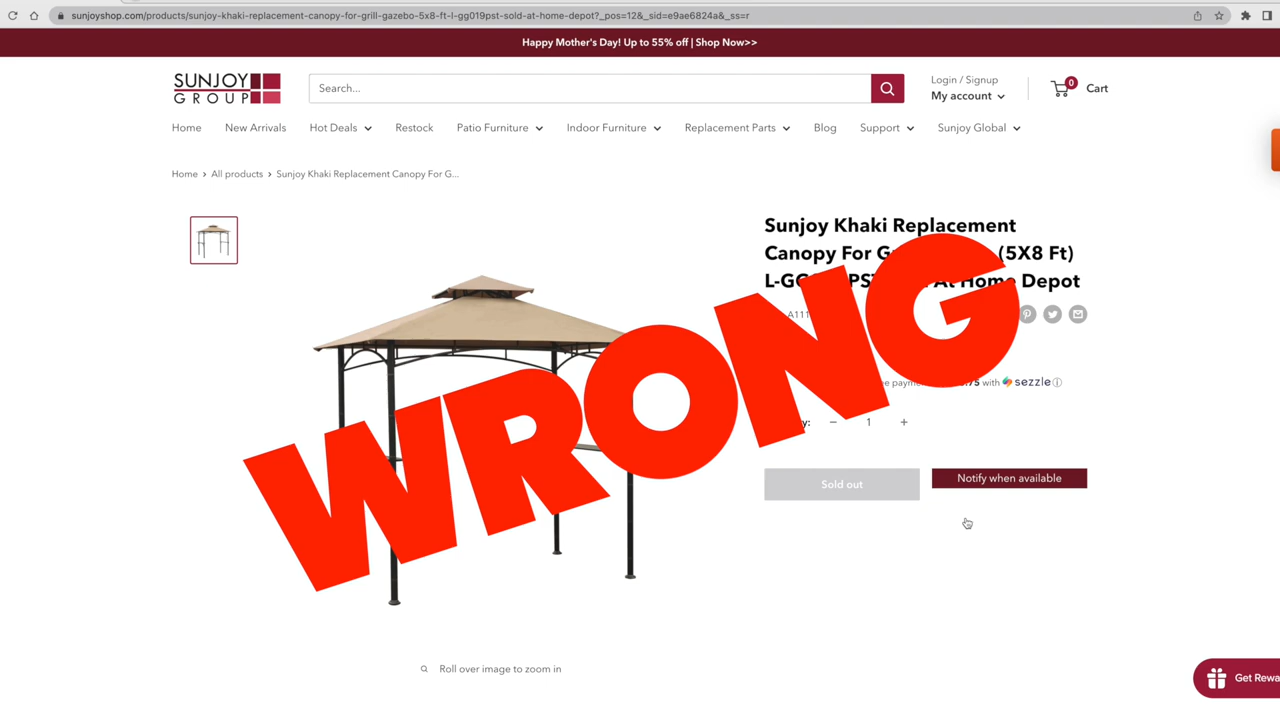 sunjoyshop.com/products/sunjoy-khaki-replacement-canopy-for-grill-gazebo-5x8-ft-l-gg019pst-sold-at-home-depot?_pos=12&_sid=e9ae6824a&_ss=r
Happy Mother's Day! Up to 55% off | Shop Now>>
SUNJOY
GROUP
Search...
Login / Signup
My account
0
Cart
Home
New Arrivals
Hot Deals
Restock
Patio Furniture
Indoor Furniture
Replacement Parts
Blog
Support
Sunjoy Global
Home > All products > Sunjoy Khaki Replacement Canopy For G...
Sunjoy Khaki Replacement
Canopy For (5X8 Ft)
At Home Depot
WRONG
with sezzle
− 1 +
Sold out
Notify when available
Roll over image to zoom in
Get